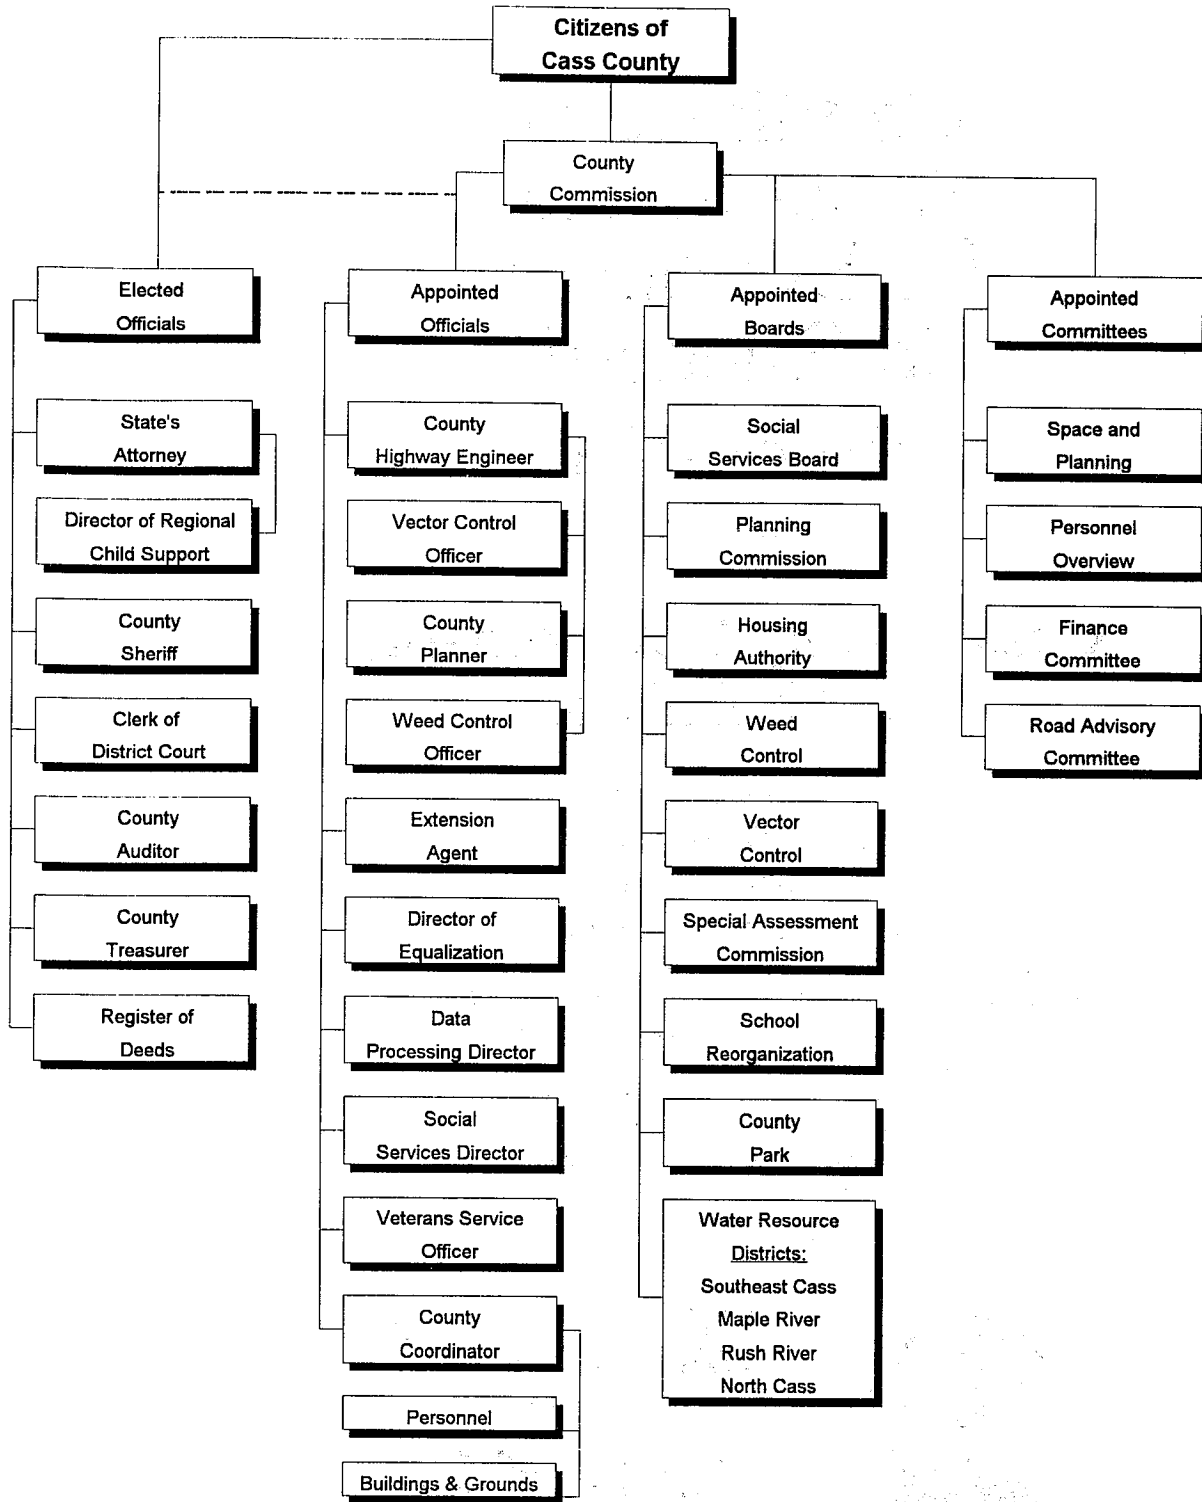 Citizens of
Cass County
County
Commission
Elected
Officials
State's
Attorney
Director of Regional
Child Support
County
Sheriff
Clerk of
District Court
County
Auditor
County
Treasurer
Register of
Deeds
Appointed
Officials
County
Highway Engineer
Vector Control
Officer
County
Planner
Weed Control
Officer
Extension
Agent
Director of
Equalization
Data
Processing Director
Social
Services Director
Veterans Service
Officer
County
Coordinator
Personnel
Buildings & Grounds
Appointed
Boards
Social
Services Board
Planning
Commission
Housing
Authority
Weed
Control
Vector
Control
Special Assessment
Commission
School
Reorganization
County
Park
Water Resource
Districts:
Southeast Cass
Maple River
Rush River
North Cass
Appointed
Committees
Space and
Planning
Personnel
Overview
Finance
Committee
Road Advisory
Committee